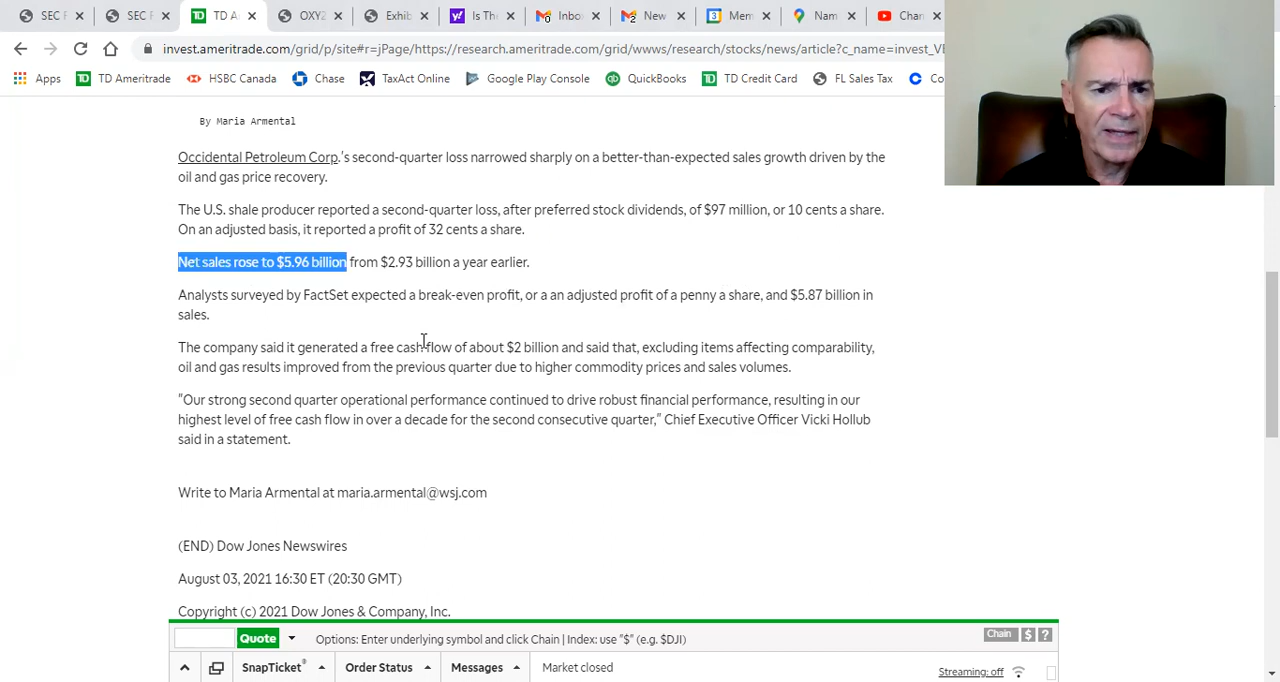 SEC F
SEC F
TD A
OXY2
Exhib
Is The
Inbo
New
Mem
Nam
Chan
invest.ameritrade.com/grid/p/site#r=jPage/https://research.ameritrade.com/grid/wwws/research/stocks/news/article?c_name=invest_VE
Apps
TD Ameritrade
HSBC Canada
Chase
TaxAct Online
Google Play Console
QuickBooks
TD Credit Card
FL Sales Tax
Co
By Maria Armental
Occidental Petroleum Corp.'s second-quarter loss narrowed sharply on a better-than-expected sales growth driven by the
oil and gas price recovery.
The U.S. shale producer reported a second-quarter loss, after preferred stock dividends, of $97 million, or 10 cents a share.
On an adjusted basis, it reported a profit of 32 cents a share.
Net sales rose to $5.96 billion from $2.93 billion a year earlier.
Analysts surveyed by FactSet expected a break-even profit, or a an adjusted profit of a penny a share, and $5.87 billion in
sales.
The company said it generated a free cash flow of about $2 billion and said that, excluding items affecting comparability,
oil and gas results improved from the previous quarter due to higher commodity prices and sales volumes.
"Our strong second quarter operational performance continued to drive robust financial performance, resulting in our
highest level of free cash flow in over a decade for the second consecutive quarter," Chief Executive Officer Vicki Hollub
said in a statement.
Write to Maria Armental at maria.armental@wsj.com
(END) Dow Jones Newswires
August 03, 2021 16:30 ET (20:30 GMT)
Copyright (c) 2021 Dow Jones & Company, Inc.
Quote
Options: Enter underlying symbol and click Chain | Index: use "$" (e.g. $DJI)
Chain $ ?
SnapTicket®
Order Status
Messages
Market closed
Streaming: off